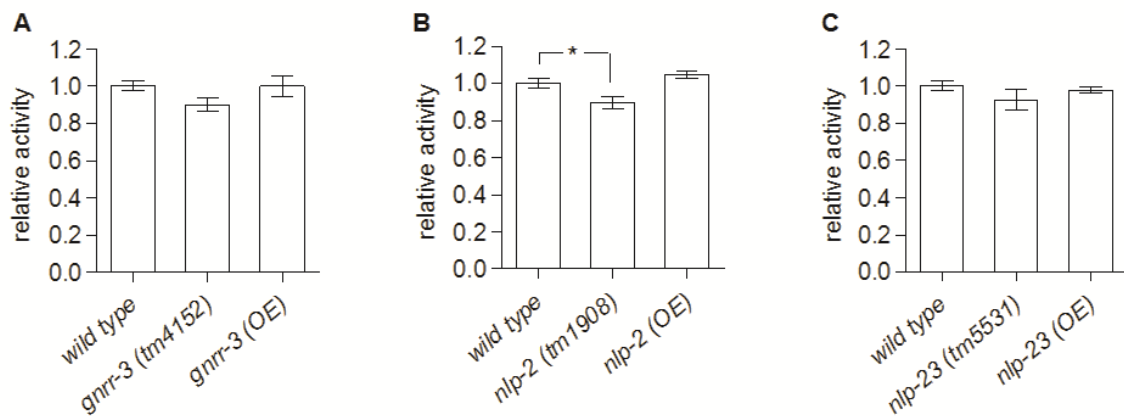 A
relative activity
1.2
1.0
0.8
0.6
0.4
0.2
0.0
wild type
gnrr-3 (tm4152)
gnrr-3 (OE)
B
relative activity
1.2
1.0
0.8
0.6
0.4
0.2
0.0
*
wild type
nlp-2 (tm1908)
nlp-2 (OE)
C
relative activity
1.2
1.0
0.8
0.6
0.4
0.2
0.0
wild type
nlp-23 (tm5531)
nlp-23 (OE)